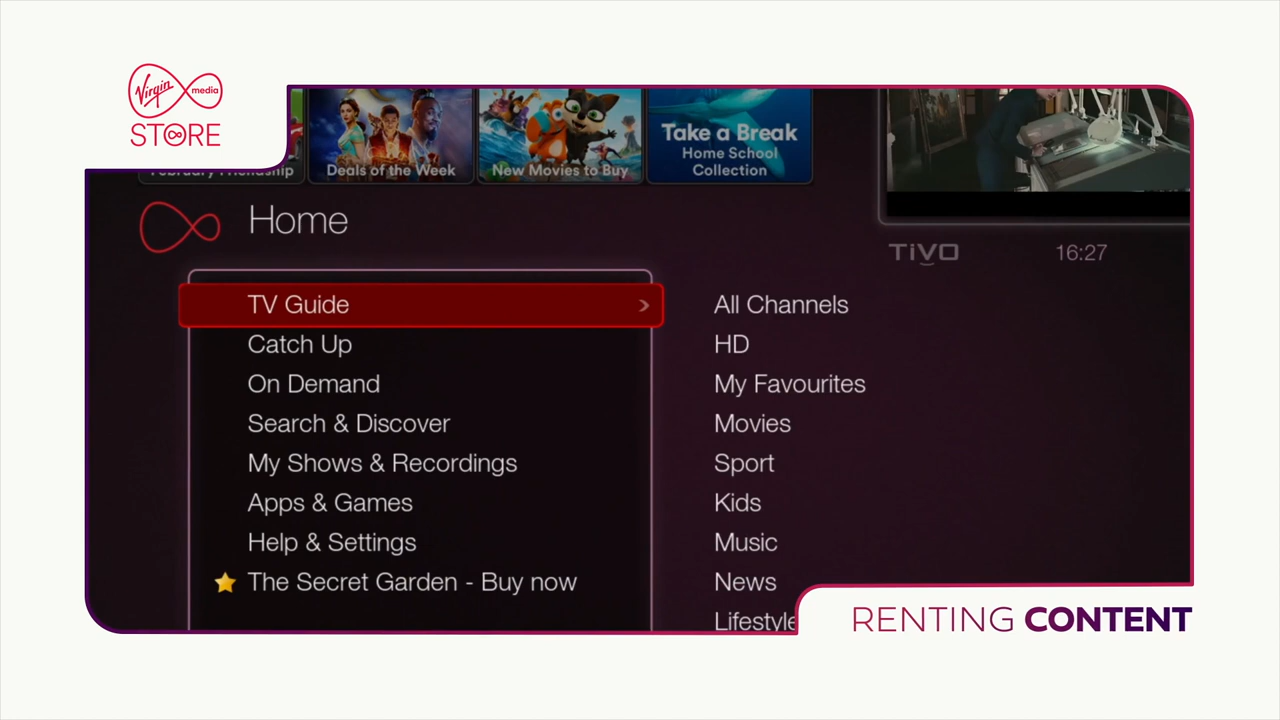 Virgin media
STORE
February Friendship
Deals of the Week
New Movies to Buy
Take a Break
Home School
Collection
Home
TiVO
16:27
TV Guide
Catch Up
On Demand
Search & Discover
My Shows & Recordings
Apps & Games
Help & Settings
The Secret Garden - Buy now
All Channels
HD
My Favourites
Movies
Sport
Kids
Music
News
Lifestyle
RENTING CONTENT